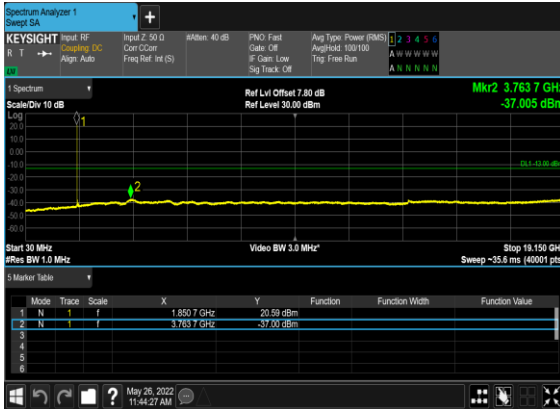 Spectrum Analyzer 1
Swept SA
+
KEYSIGHT Input: RF Input Z: 50 Ω #Atten: 40 dB PNO: Fast Avg Type: Power (RMS) 1 2 3 4 5 6
R T Coupling: DC Corr CCorr Gate: Off Avg|Hold: 100/100 A W W W W W
Align: Auto Freq Ref: Int (S) IF Gain: Low Trig: Free Run
Sig Track: Off A N N N N N
1 Spectrum
Ref Lvl Offset 7.80 dB Mkr2 3.763 7 GHz
Scale/Div 10 dB Ref Level 30.00 dBm -37.005 dBm
Log
1
20.0
10.0
0.00
-10.0
DL1 -13.00 dBm
-20.0
-30.0
2
-40.0
-50.0
-60.0
Start 30 MHz Video BW 3.0 MHz* Stop 19.150 GHz
#Res BW 1.0 MHz Sweep ~35.6 ms (40001 pts)
5 Marker Table
Mode Trace Scale X Y Function Function Width Function Value
1 N 1 f 1.850 7 GHz 20.59 dBm
2 N 1 f 3.763 7 GHz -37.00 dBm
3
4
5
6
? May 26, 2022
11:44:27 AM